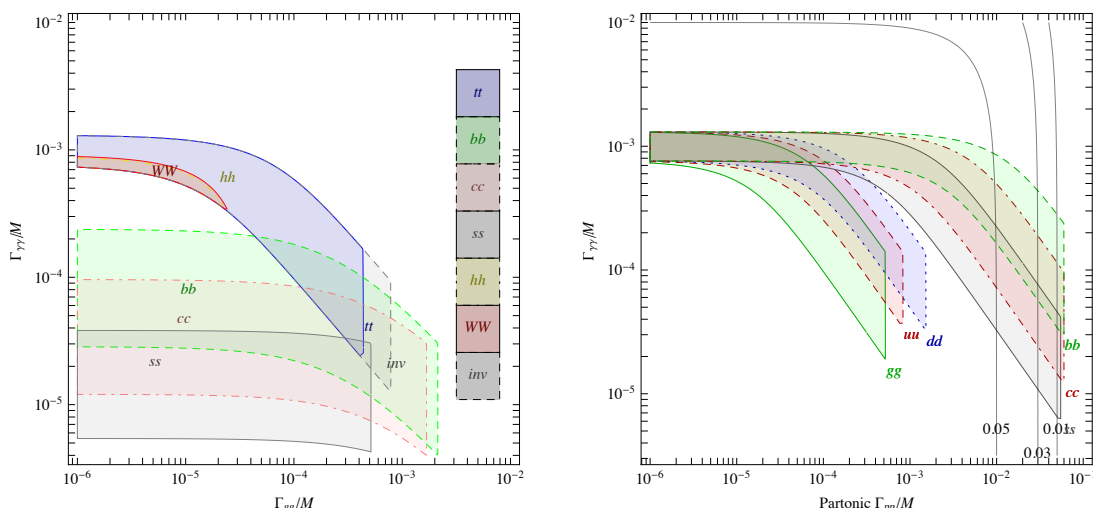 10⁻²
10⁻³
10⁻⁴
10⁻⁵
Γγγ/M
10⁻⁶
10⁻⁵
10⁻⁴
10⁻³
10⁻²
WW
hh
bb
cc
ss
tt
inv
tt
bb
cc
ss
hh
WW
inv
10⁻²
10⁻³
10⁻⁴
10⁻⁵
Γγγ/M
10⁻⁶
10⁻⁵
10⁻⁴
10⁻³
10⁻²
uu
dd
gg
bb
cc
0.05
0.03